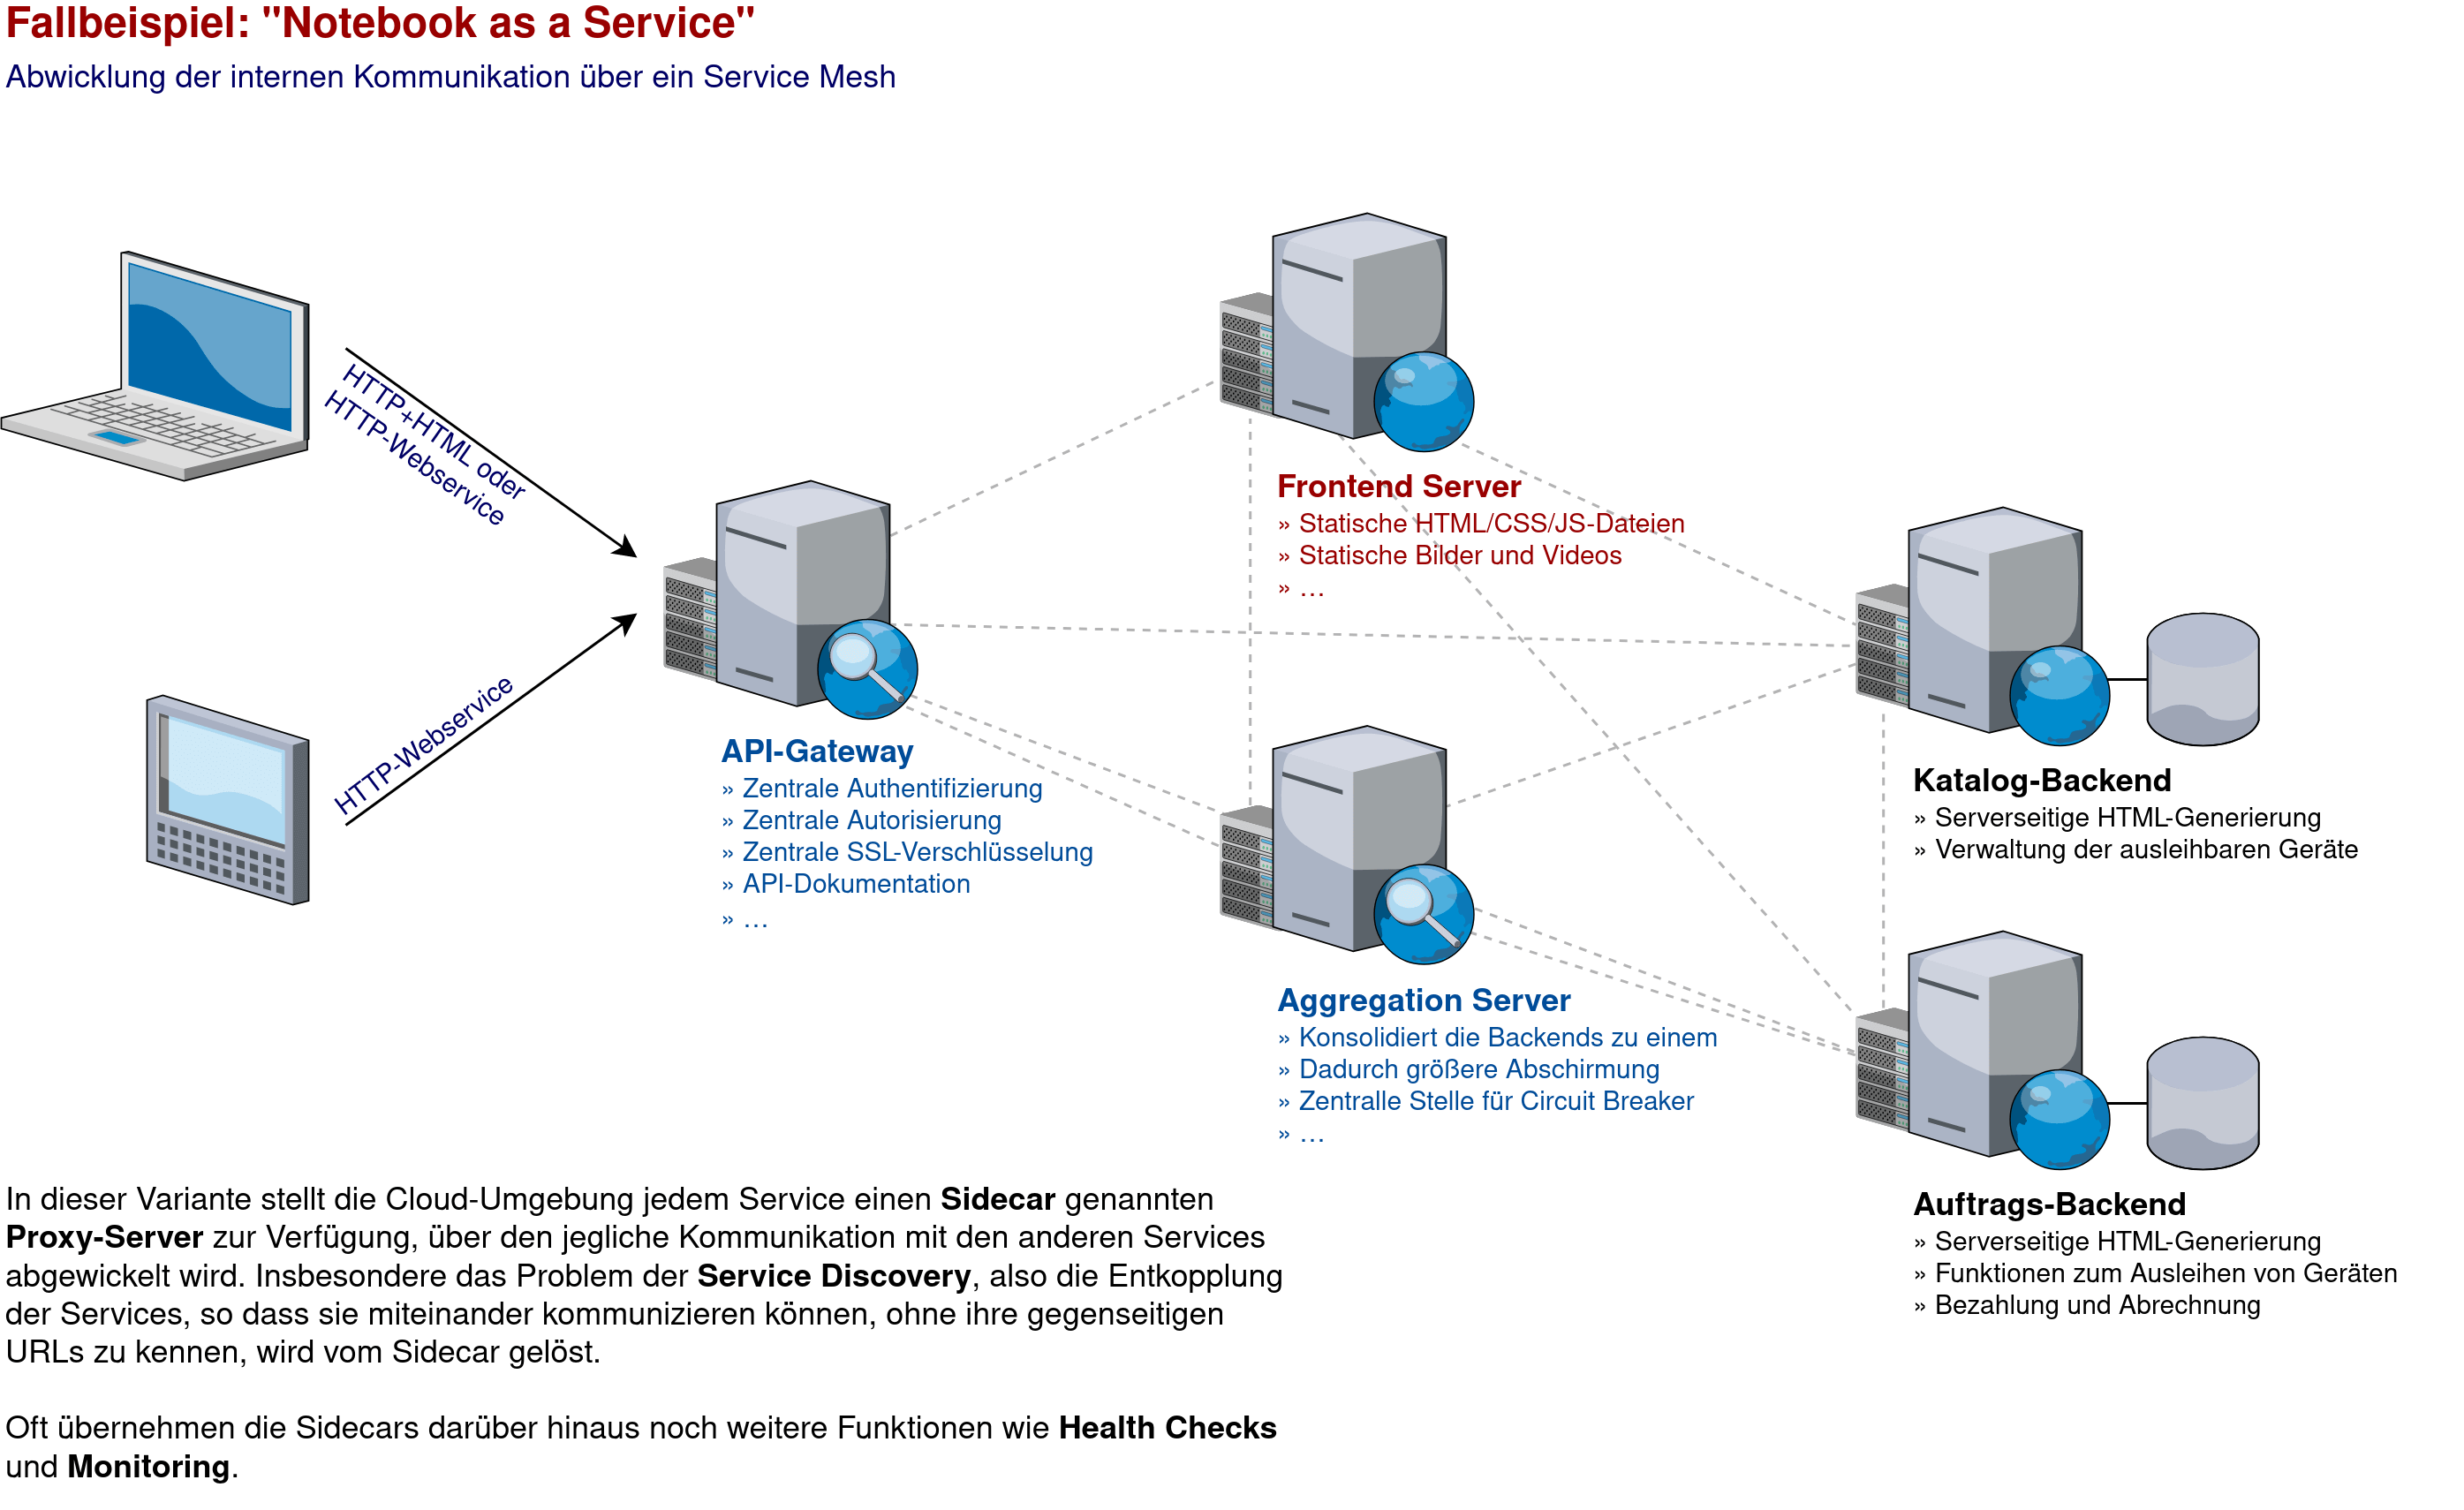 Fallbeispiel: "Notebook as a Service"
Abwicklung der internen Kommunikation über ein Service Mesh
HTTP+HTML oder
HTTP-Webservice
HTTP-Webservice
Frontend Server
» Statische HTML/CSS/JS-Dateien
» Statische Bilder und Videos
» …
API-Gateway
» Zentrale Authentifizierung
» Zentrale Autorisierung
» Zentrale SSL-Verschlüsselung
» API-Dokumentation
» …
Katalog-Backend
» Serverseitige HTML-Generierung
» Verwaltung der ausleihbaren Geräte
Aggregation Server
» Konsolidiert die Backends zu einem
» Dadurch größere Abschirmung
» Zentralle Stelle für Circuit Breaker
» …
Auftrags-Backend
» Serverseitige HTML-Generierung
» Funktionen zum Ausleihen von Geräten
» Bezahlung und Abrechnung
In dieser Variante stellt die Cloud-Umgebung jedem Service einen Sidecar genannten
Proxy-Server zur Verfügung, über den jegliche Kommunikation mit den anderen Services
abgewickelt wird. Insbesondere das Problem der Service Discovery, also die Entkopplung
der Services, so dass sie miteinander kommunizieren können, ohne ihre gegenseitigen
URLs zu kennen, wird vom Sidecar gelöst.
Oft übernehmen die Sidecars darüber hinaus noch weitere Funktionen wie Health Checks
und Monitoring.